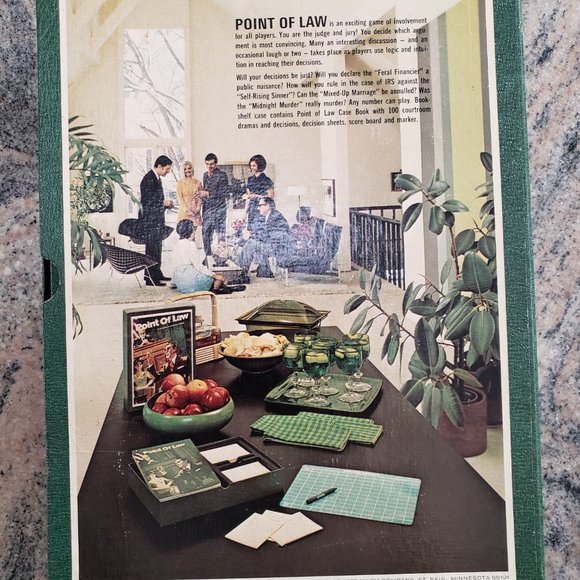 POINT OF LAW is an exciting game of involvement
for all players. You are the judge and jury! You decide which argu-
ment is most convincing. Many an interesting discussion – and an
occasional laugh or two – takes place as players use logic and intui-
tion in reaching their decisions.
Will your decisions be just? Will you declare the "Feral Financier" a
public nuisance? How will you rule in the case of IRS against the
"Self-Rising Sinner"? Can the "Mixed-Up Marriage" be annulled? Was
the "Midnight Murder" really murder? Any number can play. Book-
shelf case contains Point of Law Case Book with 100 courtroom
dramas and decisions, decision sheets, score board and marker.
Point Of Law
Point Of Law
COMPANY, ST. PAUL, MINNESOTA 55101